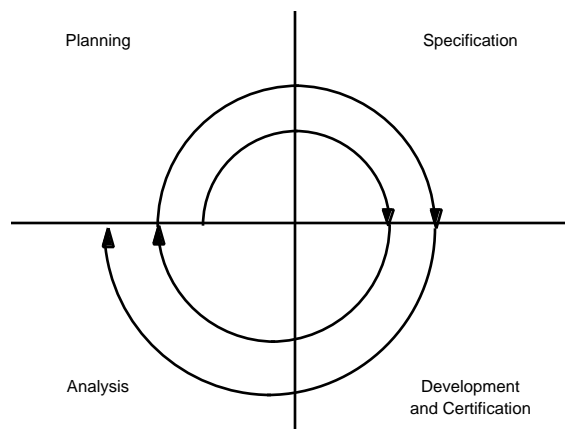 Planning
Specification
Analysis
Development
and Certification